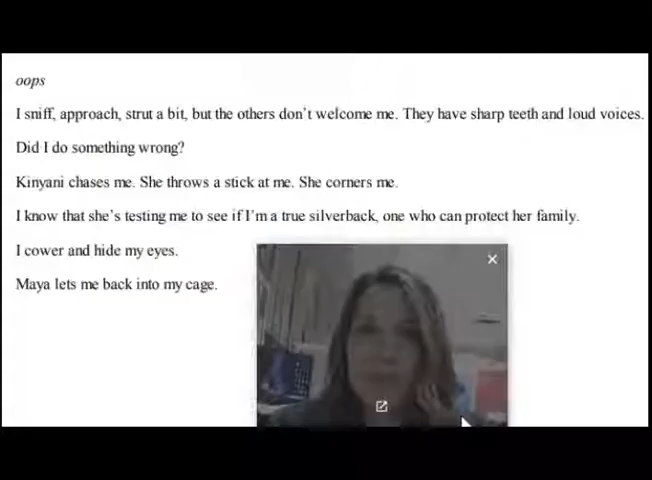 oops
I sniff, approach, strut a bit, but the others don't welcome me. They have sharp teeth and loud voices.
Did I do something wrong?
Kinyani chases me. She throws a stick at me. She corners me.
I know that she's testing me to see if I'm a true silverback, one who can protect her family.
I cower and hide my eyes.
Maya lets me back into my cage.